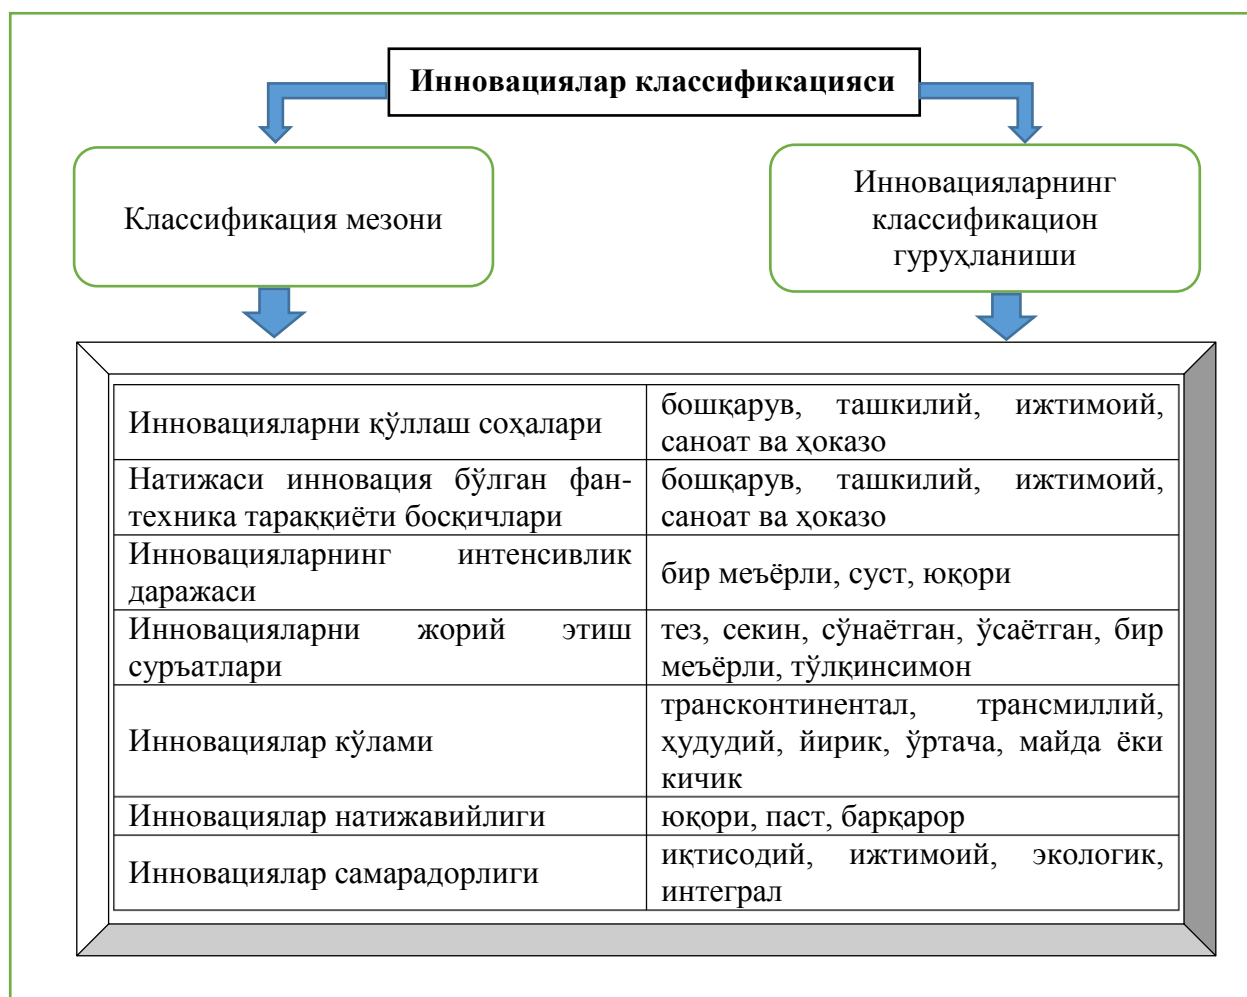 Инновациялар классификацияси
Классификация мезони
Инновацияларнинг
классификацион
гуруҳланиши
Инновацияларни қўллаш соҳалари
бошқарув, ташкилий, ижтимоий,
саноат ва ҳоказо
Натижаси инновация бўлган фан-
техника тараққиёти босқичлари
бошқарув, ташкилий, ижтимоий,
саноат ва ҳоказо
Инновацияларнинг интенсивлик
даражаси
бир меъёрли, суст, юқори
Инновацияларни жорий этиш
суръатлари
тез, секин, сўнаётган, ўсаётган, бир
меъёрли, тўлқинсимон
Инновациялар кўлами
трансконтинентал, трансмиллий,
ҳудудий, йирик, ўртача, майда ёки
кичик
Инновациялар натижавийлиги
юқори, паст, барқарор
Инновациялар самарадорлиги
иқтисодий, ижтимоий, экологик,
интеграл